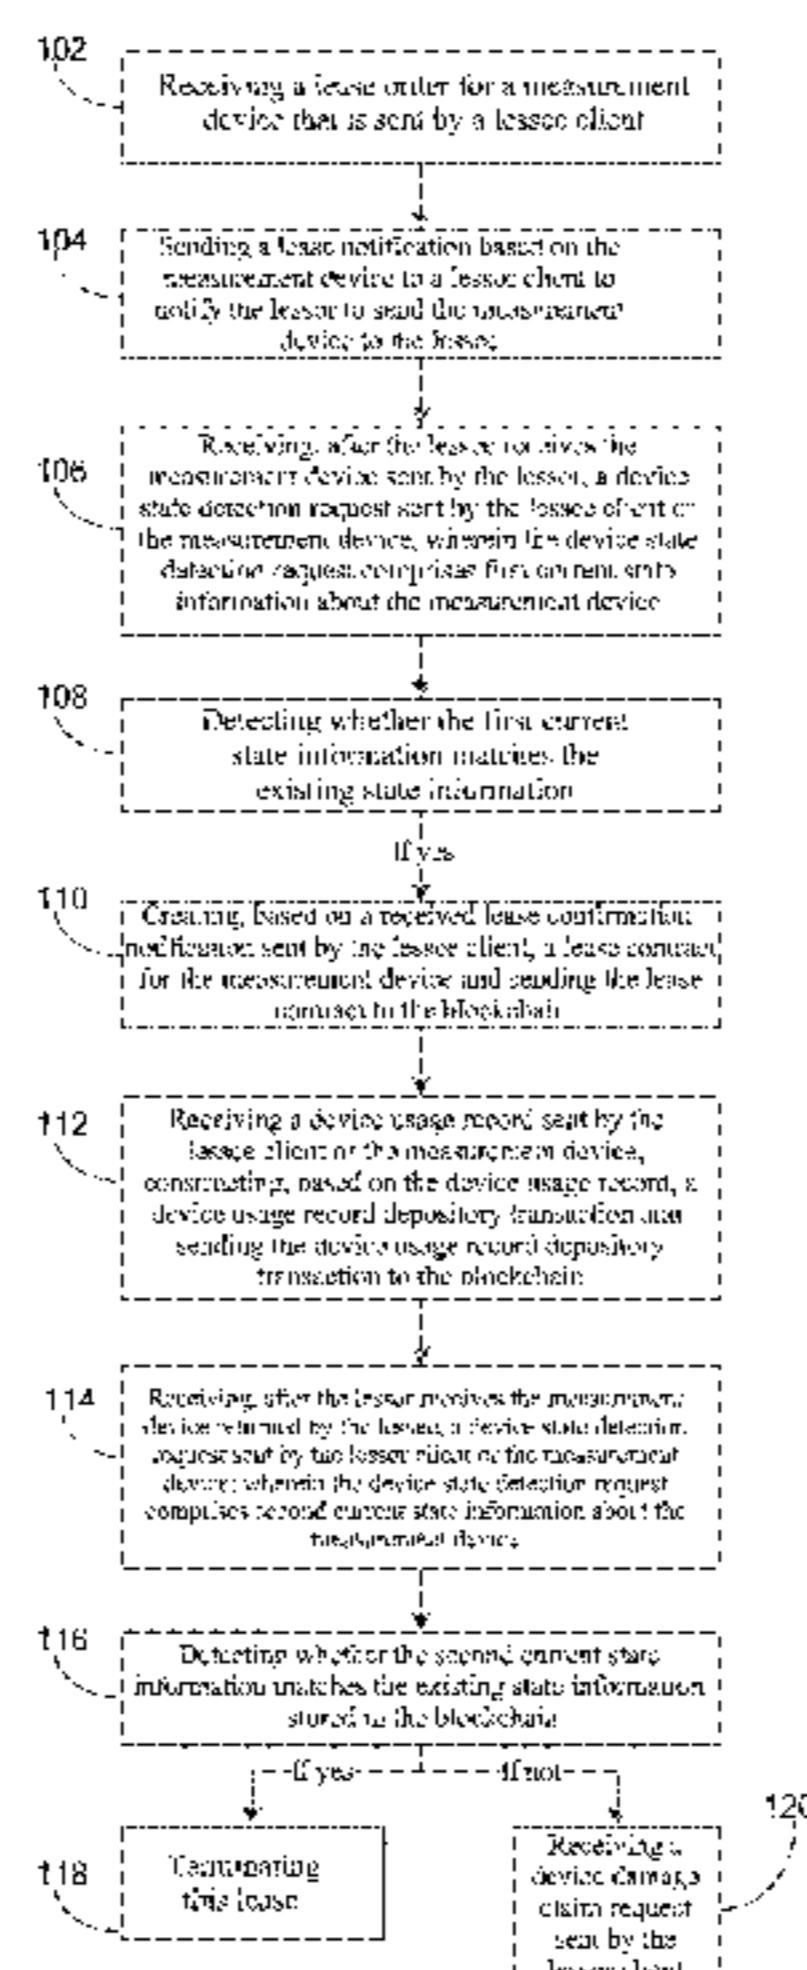 102
Receiving a lease order for a measurement
device that is sent by a lessee client
104
Sending a least notification based on the
measurement device to a lessor client to
notify the lessor to send the measurement
device to the lessee
106
Receiving, after the lessee receives the
measurement device sent by the lessor, a device
state detection request sent by the lessee client or
the measurement device, wherein the device state
detection request comprises first current state
information about the measurement device
108
Detecting whether the first current
state information matches the
existing state information
If yes
110
Creating, based on a received lease confirmation
notification sent by the lessee client, a lease contract
for the measurement device and sending the lease
contract to the blockchain
112
Receiving a device usage record sent by the
lessee client or the measurement device,
constructing, based on the device usage record, a
device usage record depository transaction and
sending the device usage record depository
transaction to the blockchain
114
Receiving, after the lessor receives the measurement
device returned by the lessee, a device state detection
request sent by the lessor client or the measurement
device; wherein the device state detection request
comprises second current state information about the
measurement device
116
Detecting whether the second current state
information matches the existing state information
stored in the blockchain
If yes
If not
118
Terminating
this lease
120
Receiving a
device damage
claim request
sent by the